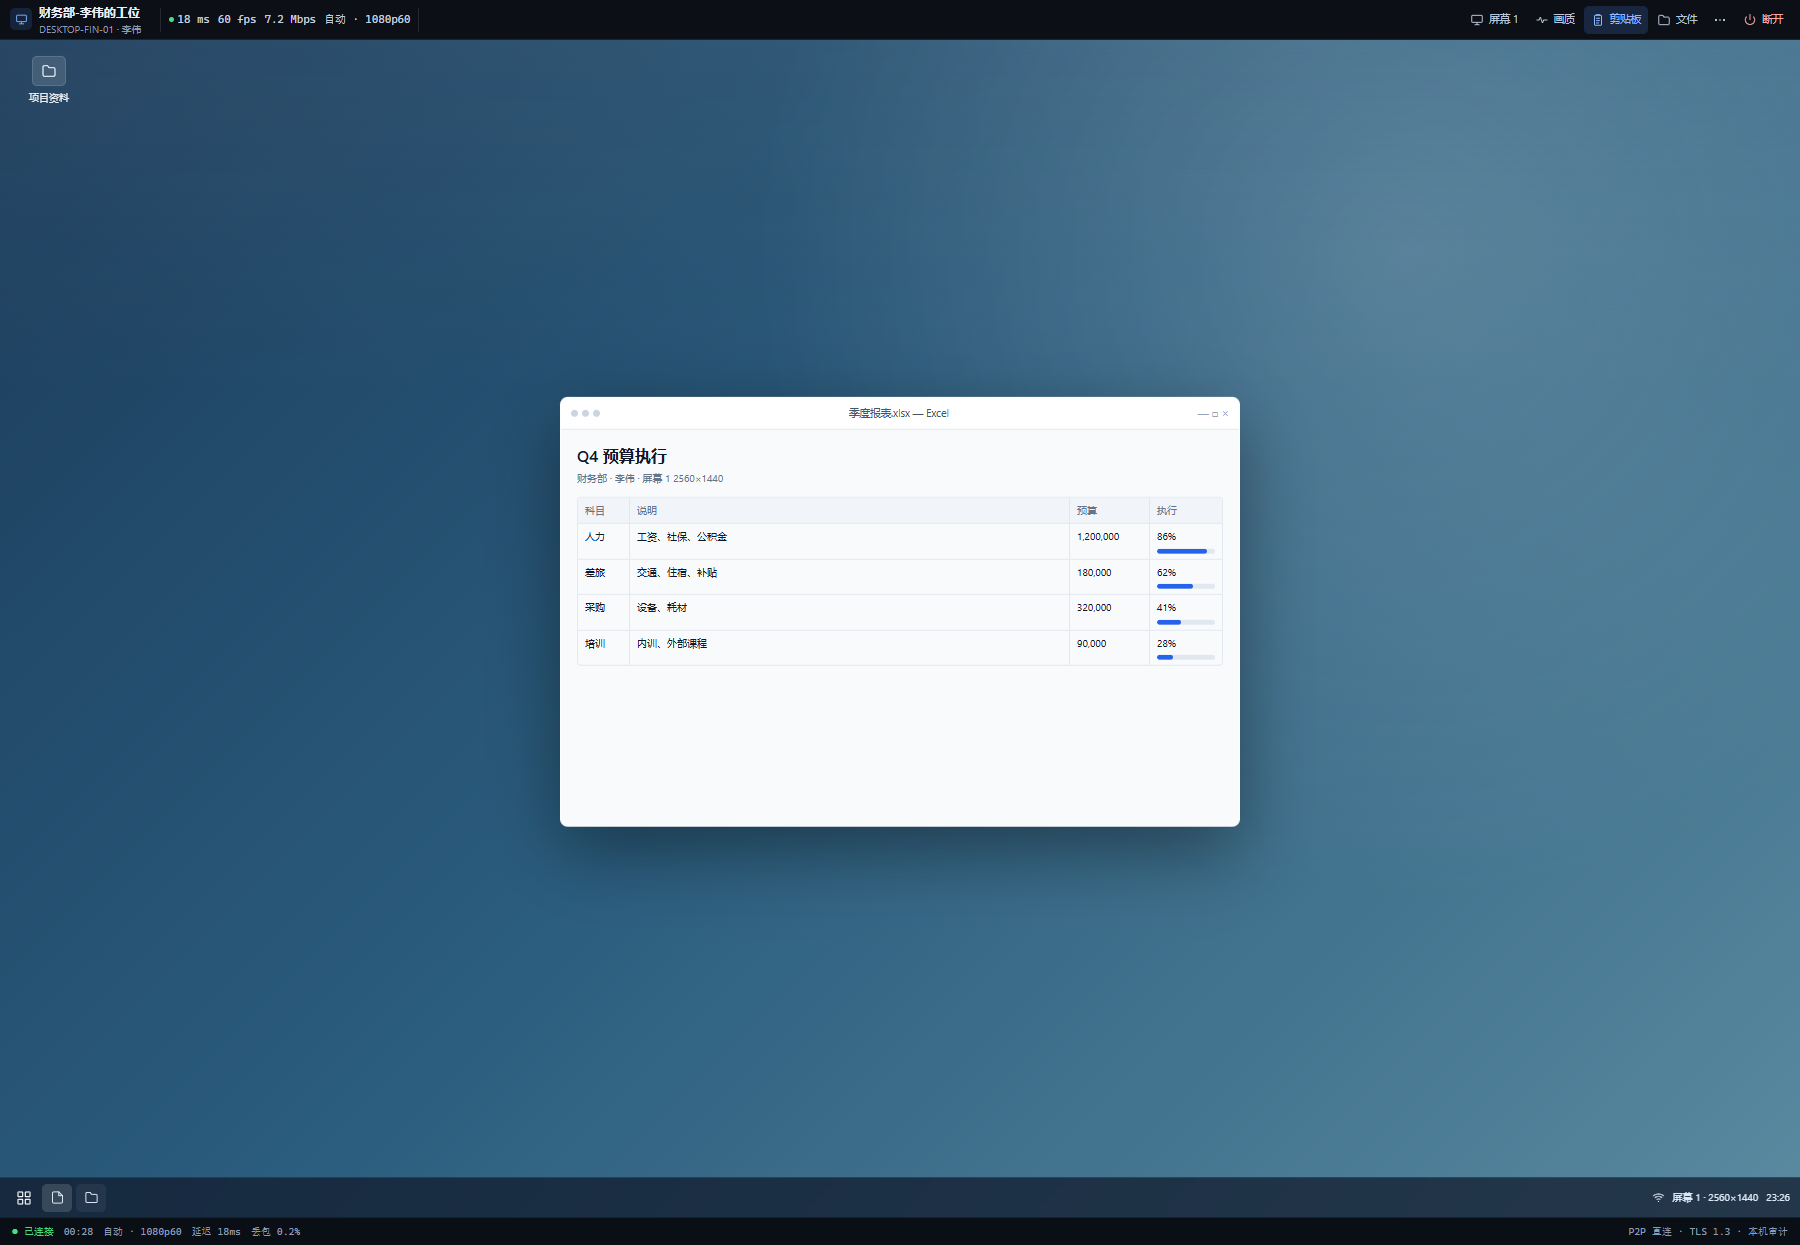 财务部-李伟的工位
DESKTOP-FIN-01 · 李伟
18 ms 60 fps 7.2 Mbps 自动 · 1080p60
屏幕 1 画质 剪贴板 文件 ··· 断开
项目资料
季度报表.xlsx — Excel
Q4 预算执行
财务部 · 李伟 · 屏幕 1 2560×1440
科目 说明 预算 执行
人力 工资、社保、公积金 1,200,000 86%
差旅 交通、住宿、补贴 180,000 62%
采购 设备、耗材 320,000 41%
培训 内训、外部课程 90,000 28%
屏幕 1 · 2560×1440 23:26
已连接 00:28 自动 · 1080p60 延迟 18ms 丢包 0.2%
P2P 直连 · TLS 1.3 · 本机审计